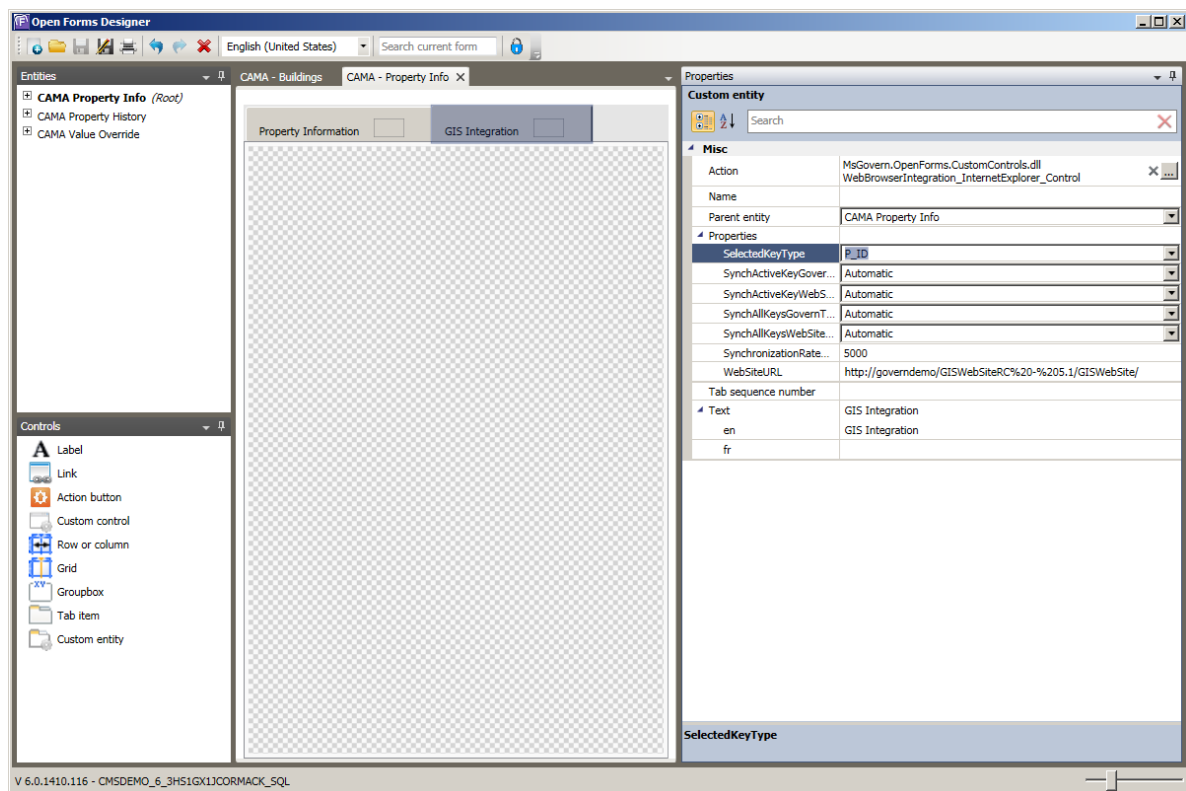 Open Forms Designer
English (United States)
Search current form
Entities
CAMA Property Info (Root)
CAMA Property History
CAMA Value Override
Controls
A Label
Link
Action button
Custom control
Row or column
Grid
XY Groupbox
Tab item
Custom entity
CAMA - Buildings
CAMA - Property Info
Property Information
GIS Integration
Properties
Custom entity
Search
Misc
Action MsGovern.OpenForms.CustomControls.dll
WebBrowserIntegration_InternetExplorer_Control ...
Name
Parent entity CAMA Property Info
Properties
SelectedKeyType P_ID
SynchActiveKeyGover... Automatic
SynchActiveKeyWebS... Automatic
SynchAllKeysGovernT... Automatic
SynchAllKeysWebSite... Automatic
SynchronizationRate... 5000
WebSiteURL http://governdemo/GISWebSiteRC%20-%205.1/GISWebSite/
Tab sequence number
Text GIS Integration
en GIS Integration
fr
SelectedKeyType
V 6.0.1410.116 - CMSDEMO_6_3HS1GX1JCORMACK_SQL